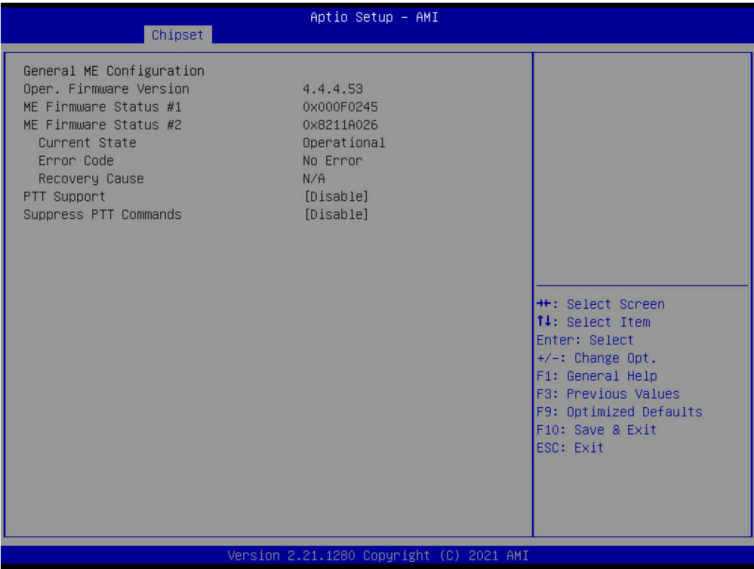 Aptio Setup – AMI
Chipset
General ME Configuration
Oper. Firmware Version 4.4.4.53
ME Firmware Status #1 0x000F0245
ME Firmware Status #2 0x8211A026
Current State Operational
Error Code No Error
Recovery Cause N/A
PTT Support [Disable]
Suppress PTT Commands [Disable]
→←: Select Screen
↑↓: Select Item
Enter: Select
+/-: Change Opt.
F1: General Help
F3: Previous Values
F9: Optimized Defaults
F10: Save & Exit
ESC: Exit
Version 2.21.1280 Copyright (C) 2021 AMI